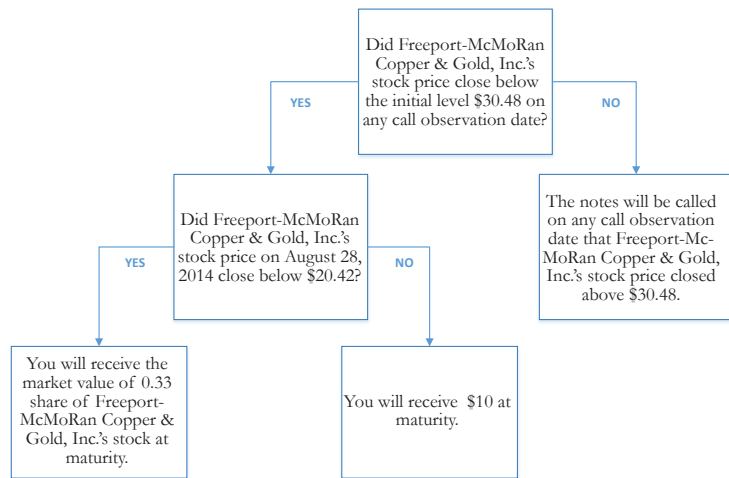 Did Freeport-McMoRan
Copper & Gold, Inc.'s
stock price close below
the initial level $30.48 on
any call observation date?
YES
NO
Did Freeport-McMoRan
Copper & Gold, Inc.'s
stock price on August 28,
2014 close below $20.42?
The notes will be called
on any call observation
date that Freeport-Mc-
MoRan Copper & Gold,
Inc.'s stock price closed
above $30.48.
YES
NO
You will receive the
market value of 0.33
share of Freeport-
McMoRan Copper &
Gold, Inc.'s stock at
maturity.
You will receive $10 at
maturity.